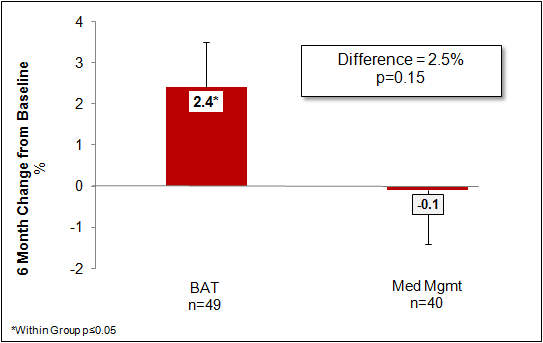 4
3
2
1
0
-1
-2
6 Month Change from Baseline
%
2.4*
-0.1
Difference = 2.5%
p=0.15
BAT
n=49
Med Mgmt
n=40
*Within Group p≤0.05